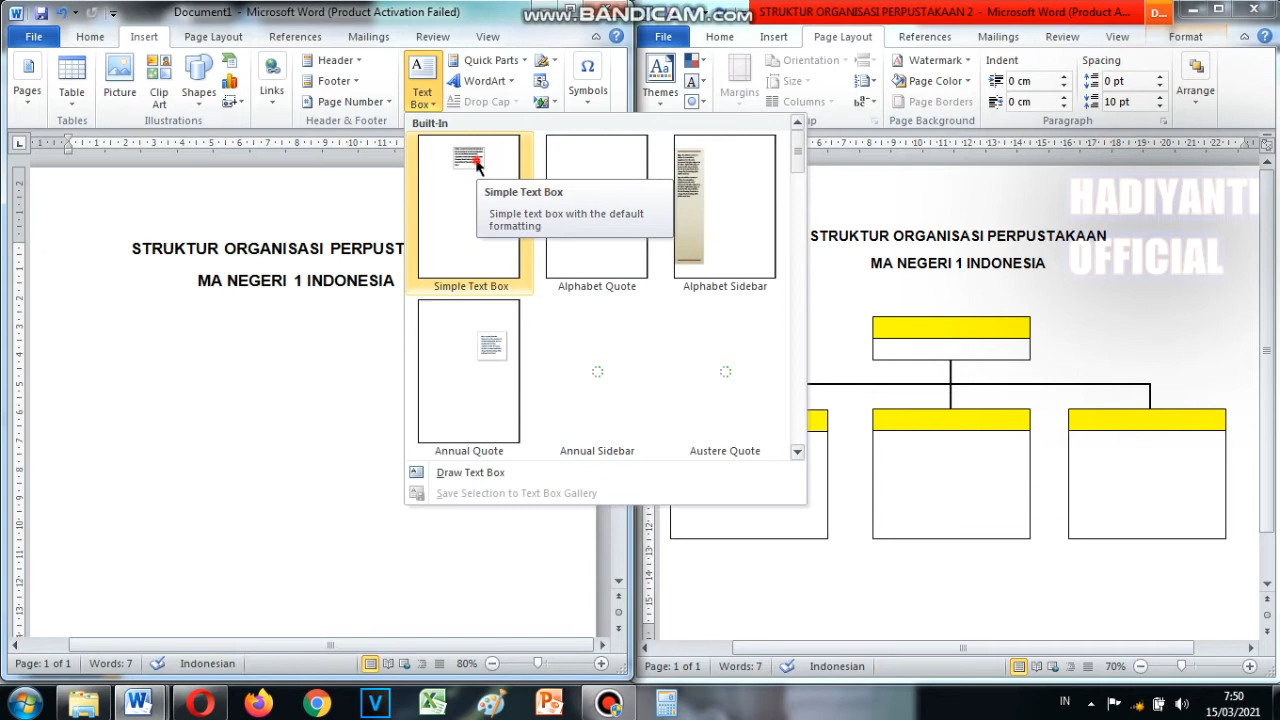 Document1 - Microsoft Word (Product Activation Failed)
www.BANDICAM.com
STRUKTUR ORGANISASI PERPUSTAKAAN 2 - Microsoft Word (Product A...
D...
File Home Insert Page Layout References Mailings Review View
File Home Insert Page Layout References Mailings Review View Format
Pages
Table
Picture
Clip Art
Shapes
Links
Header
Footer
Page Number
Text Box
Quick Parts
WordArt
Drop Cap
Symbols
Tables
Illustrations
Header & Footer
Themes
Margins
Orientation
Size
Columns
Watermark
Page Color
Page Borders
Page Background
Indent
0 cm
0 cm
Spacing
0 pt
10 pt
Paragraph
Arrange
Built-In
Simple Text Box
Simple text box with the default
formatting
Simple Text Box
Alphabet Quote
Alphabet Sidebar
Annual Quote
Annual Sidebar
Austere Quote
Draw Text Box
Save Selection to Text Box Gallery
STRUKTUR ORGANISASI PERPUST
MA NEGERI 1 INDONESIA
HADIYANTI
OFFICIAL
STRUKTUR ORGANISASI PERPUSTAKAAN
MA NEGERI 1 INDONESIA
Page: 1 of 1 Words: 7 Indonesian 80%
Page: 1 of 1 Words: 7 Indonesian 70%
IN
7:50
15/03/2021